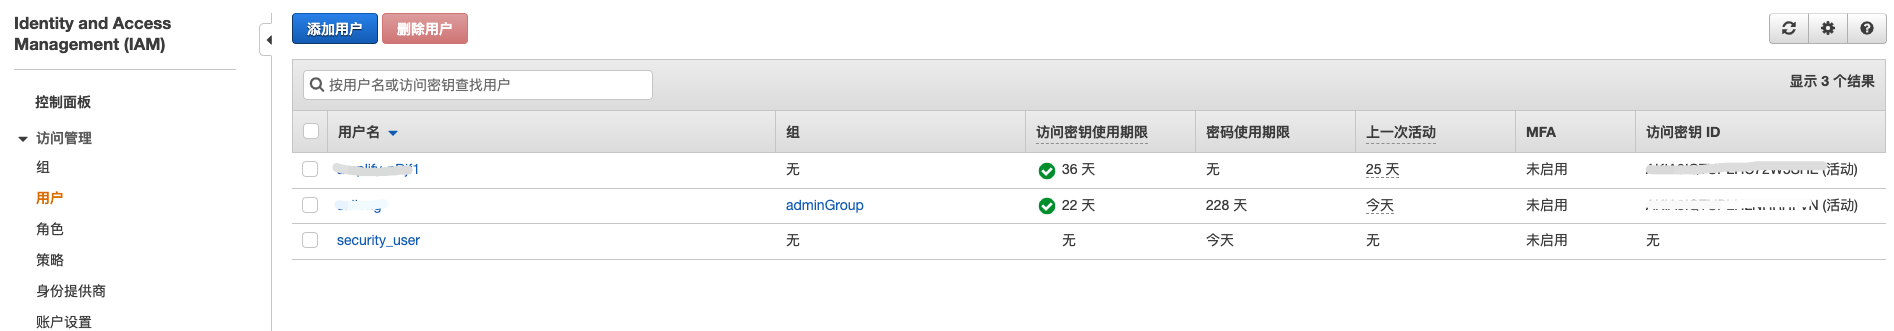 Identity and Access
Management (IAM)
控制面板
访问管理
组
用户
角色
策略
身份提供商
账户设置
添加用户 删除用户
按用户名或访问密钥查找用户
显示 3 个结果
用户名 组 访问密钥使用期限 密码使用期限 上一次活动 MFA 访问密钥 ID
无 36 天 无 25 天 未启用 (活动)
adminGroup 22 天 228 天 今天 未启用 (活动)
security_user 无 无 今天 无 未启用 无